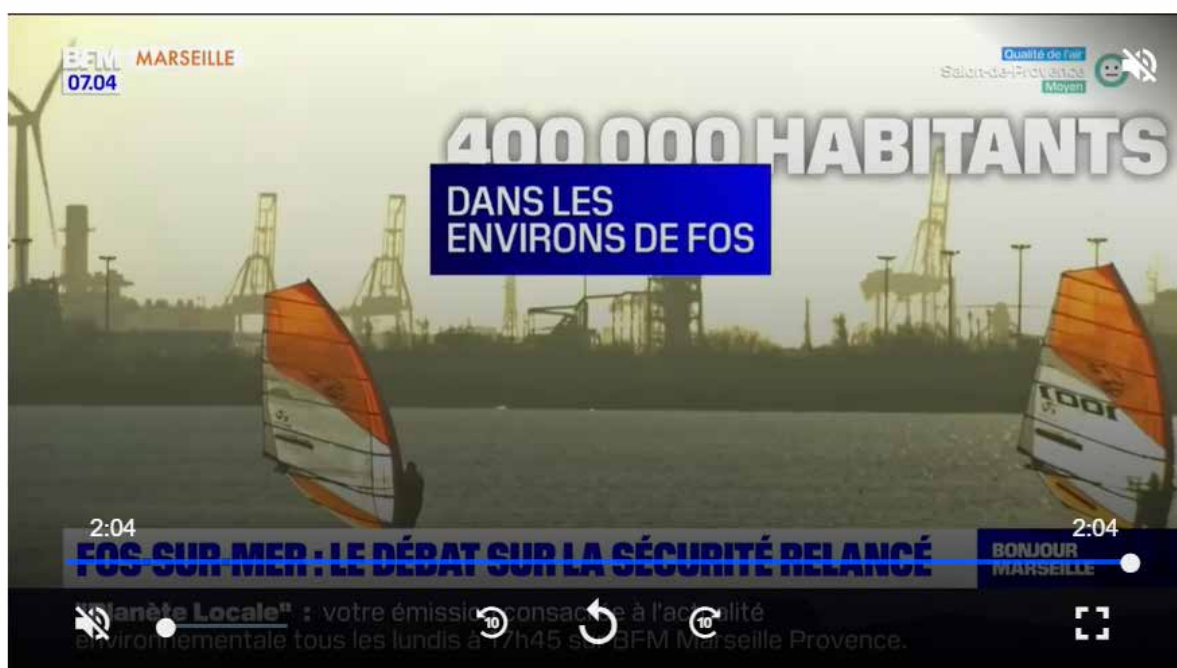 BFM MARSEILLE
07.04
Qualité de l'air
Salon-de-Provence
Moyen
400 000 HABITANTS
DANS LES
ENVIRONS DE FOS
2:04
2:04
FOS-SUR-MER : LE DÉBAT SUR LA SÉCURITÉ RELANCÉ
BONJOUR
MARSEILLE
"Planète Locale" : votre émission consacrée à l'actualité
environnementale tous les lundis à 17h45 sur BFM Marseille Provence.
10
10